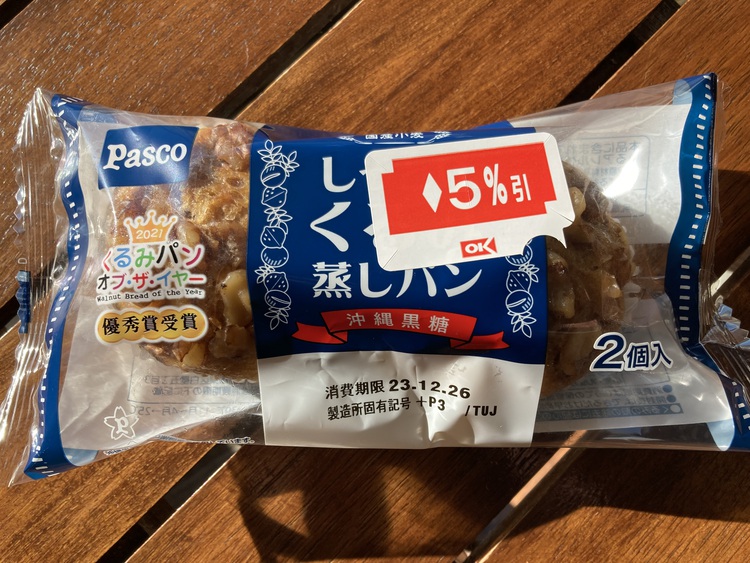 Pasco
国産小麦
し
く
蒸しパン
沖縄黒糖
♦5%引
OK
2021
くるみパン
オブ・ザ・イヤー
Walnut Bread of the Year
優秀賞受賞
2個入
消費期限 23.12.26
製造所固有記号 +P3 /TUJ
P